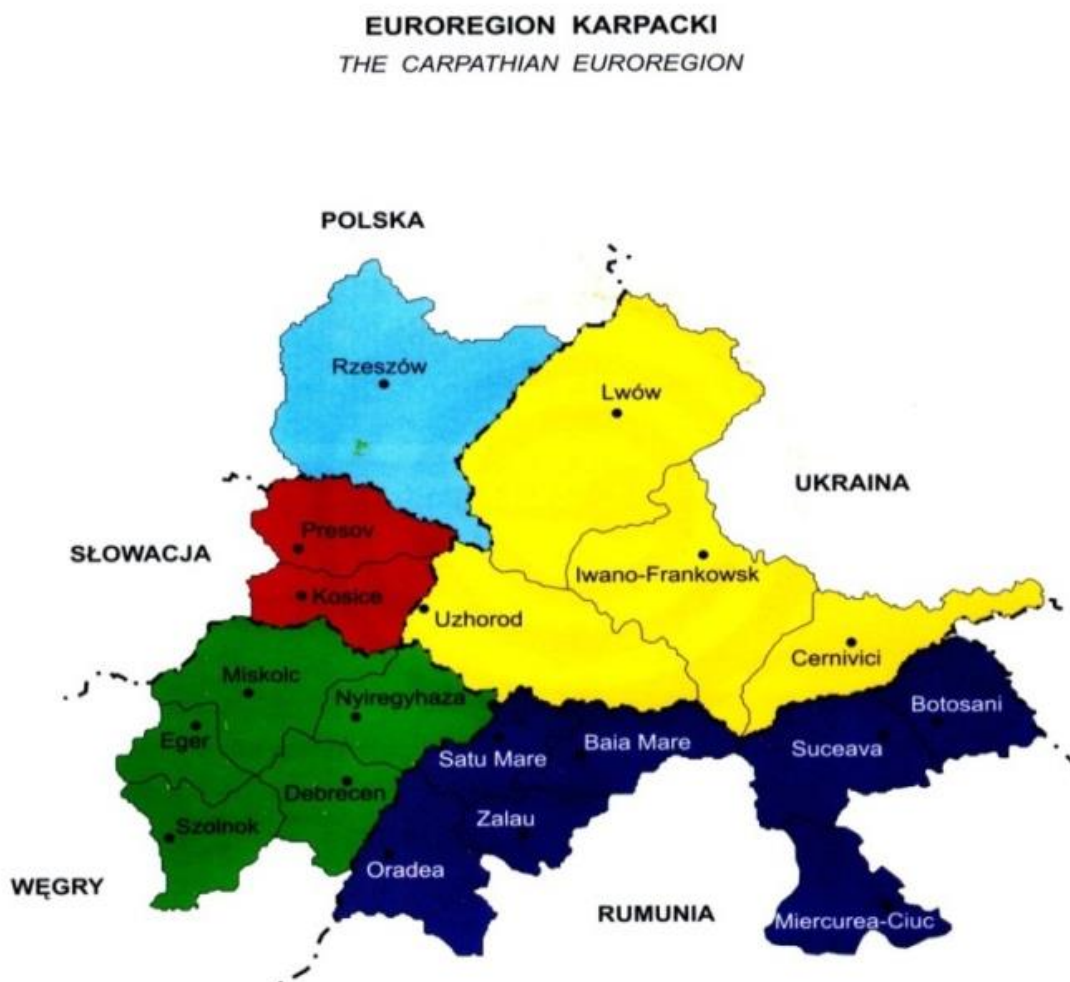 EUROREGION KARPACKI
THE CARPATHIAN EUROREGION
POLSKA
Rzeszów
Lwów
UKRAINA
Presov
SŁOWACJA
Iwano-Frankowsk
Kosice
Uzhorod
Cernivici
Miskolc
Nyiregyhaza
Botosani
Eger
Baia Mare
Suceava
Satu Mare
Debrecen
Zalau
Szolnok
Oradea
WĘGRY
RUMUNIA
Miercurea-Ciuc